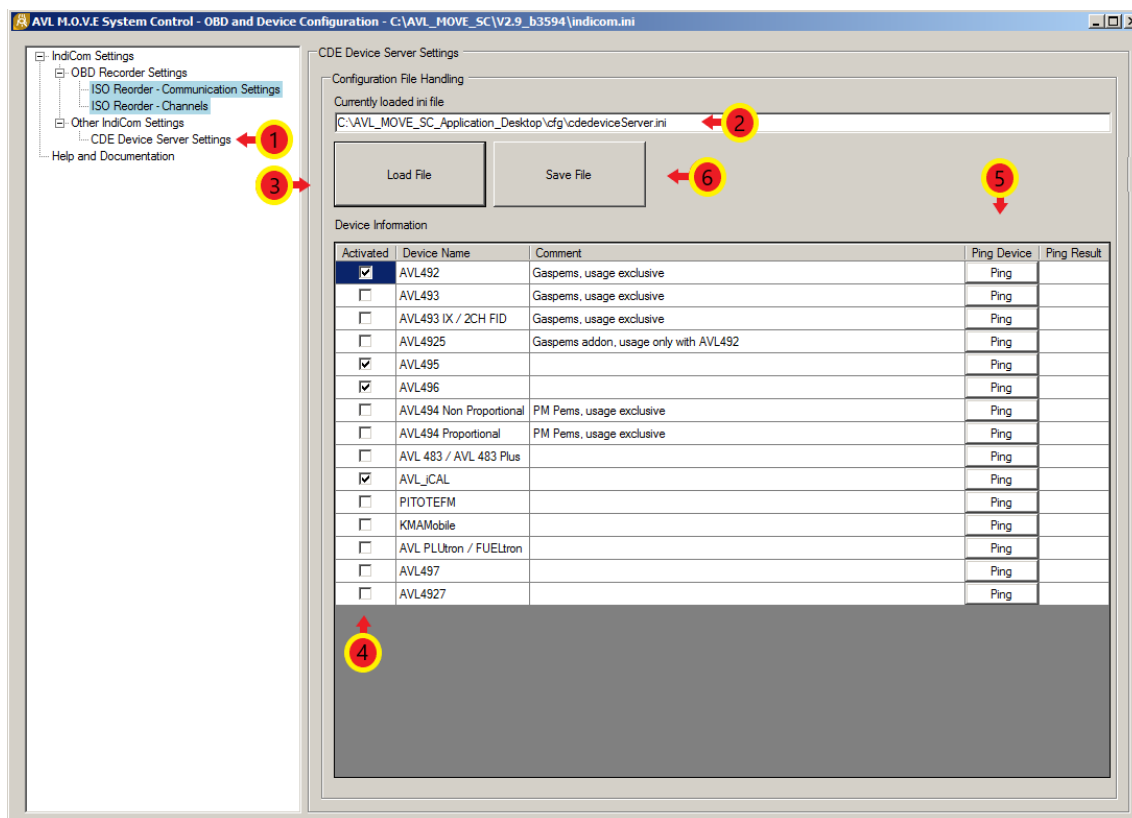 AVL M.O.V.E System Control - OBD and Device Configuration - C:\AVL_MOVE_SC\V2.9_b3594\indicom.ini
IndiCom Settings
OBD Recorder Settings
ISO Reorder - Communication Settings
ISO Reorder - Channels
Other IndiCom Settings
CDE Device Server Settings
1
Help and Documentation
CDE Device Server Settings
Configuration File Handling
Currently loaded ini file
C:\AVL_MOVE_SC_Application_Desktop\cfg\cdedeviceServer.ini
2
3
Load File
Save File
6
5
Device Information
Activated Device Name Comment Ping Device Ping Result
AVL492 Gaspems, usage exclusive Ping
AVL493 Gaspems, usage exclusive Ping
AVL493 IX / 2CH FID Gaspems, usage exclusive Ping
AVL4925 Gaspems addon, usage only with AVL492 Ping
AVL495 Ping
AVL496 Ping
AVL494 Non Proportional PM Pems, usage exclusive Ping
AVL494 Proportional PM Pems, usage exclusive Ping
AVL 483 / AVL 483 Plus Ping
AVL_iCAL Ping
PITOTEFM Ping
KMAMobile Ping
AVL PLUtron / FUELtron Ping
AVL497 Ping
AVL4927 Ping
4